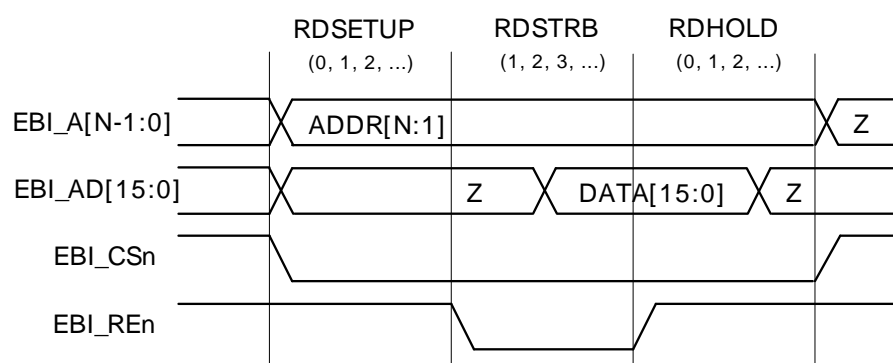 RDSETUP RDSTRB RDHOLD
(0, 1, 2, ...) (1, 2, 3, ...) (0, 1, 2, ...)
EBI_A[N-1:0] ADDR[N:1] Z
EBI_AD[15:0] Z DATA[15:0] Z
EBI_CSn
EBI_REn